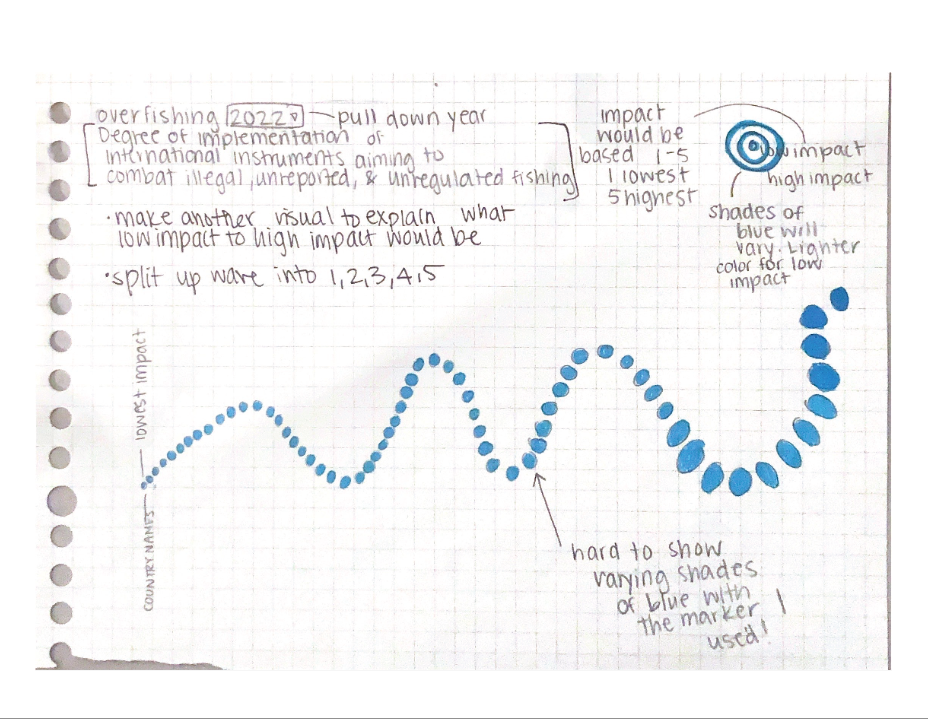 overfishing 2022 pull down year
Degree of implementation of
international instruments aiming to
combat illegal, unreported, & unregulated fishing
• make another visual to explain what
low impact to high impact would be
• split up wave into 1,2,3,4,5
impact
would be
based 1-5
1 lowest
5 highest
low impact
high impact
shades of
blue will
vary. Lighter
color for low
impact
lowest impact
COUNTRY NAMES
hard to show
varying shades
of blue with
the marker
used!